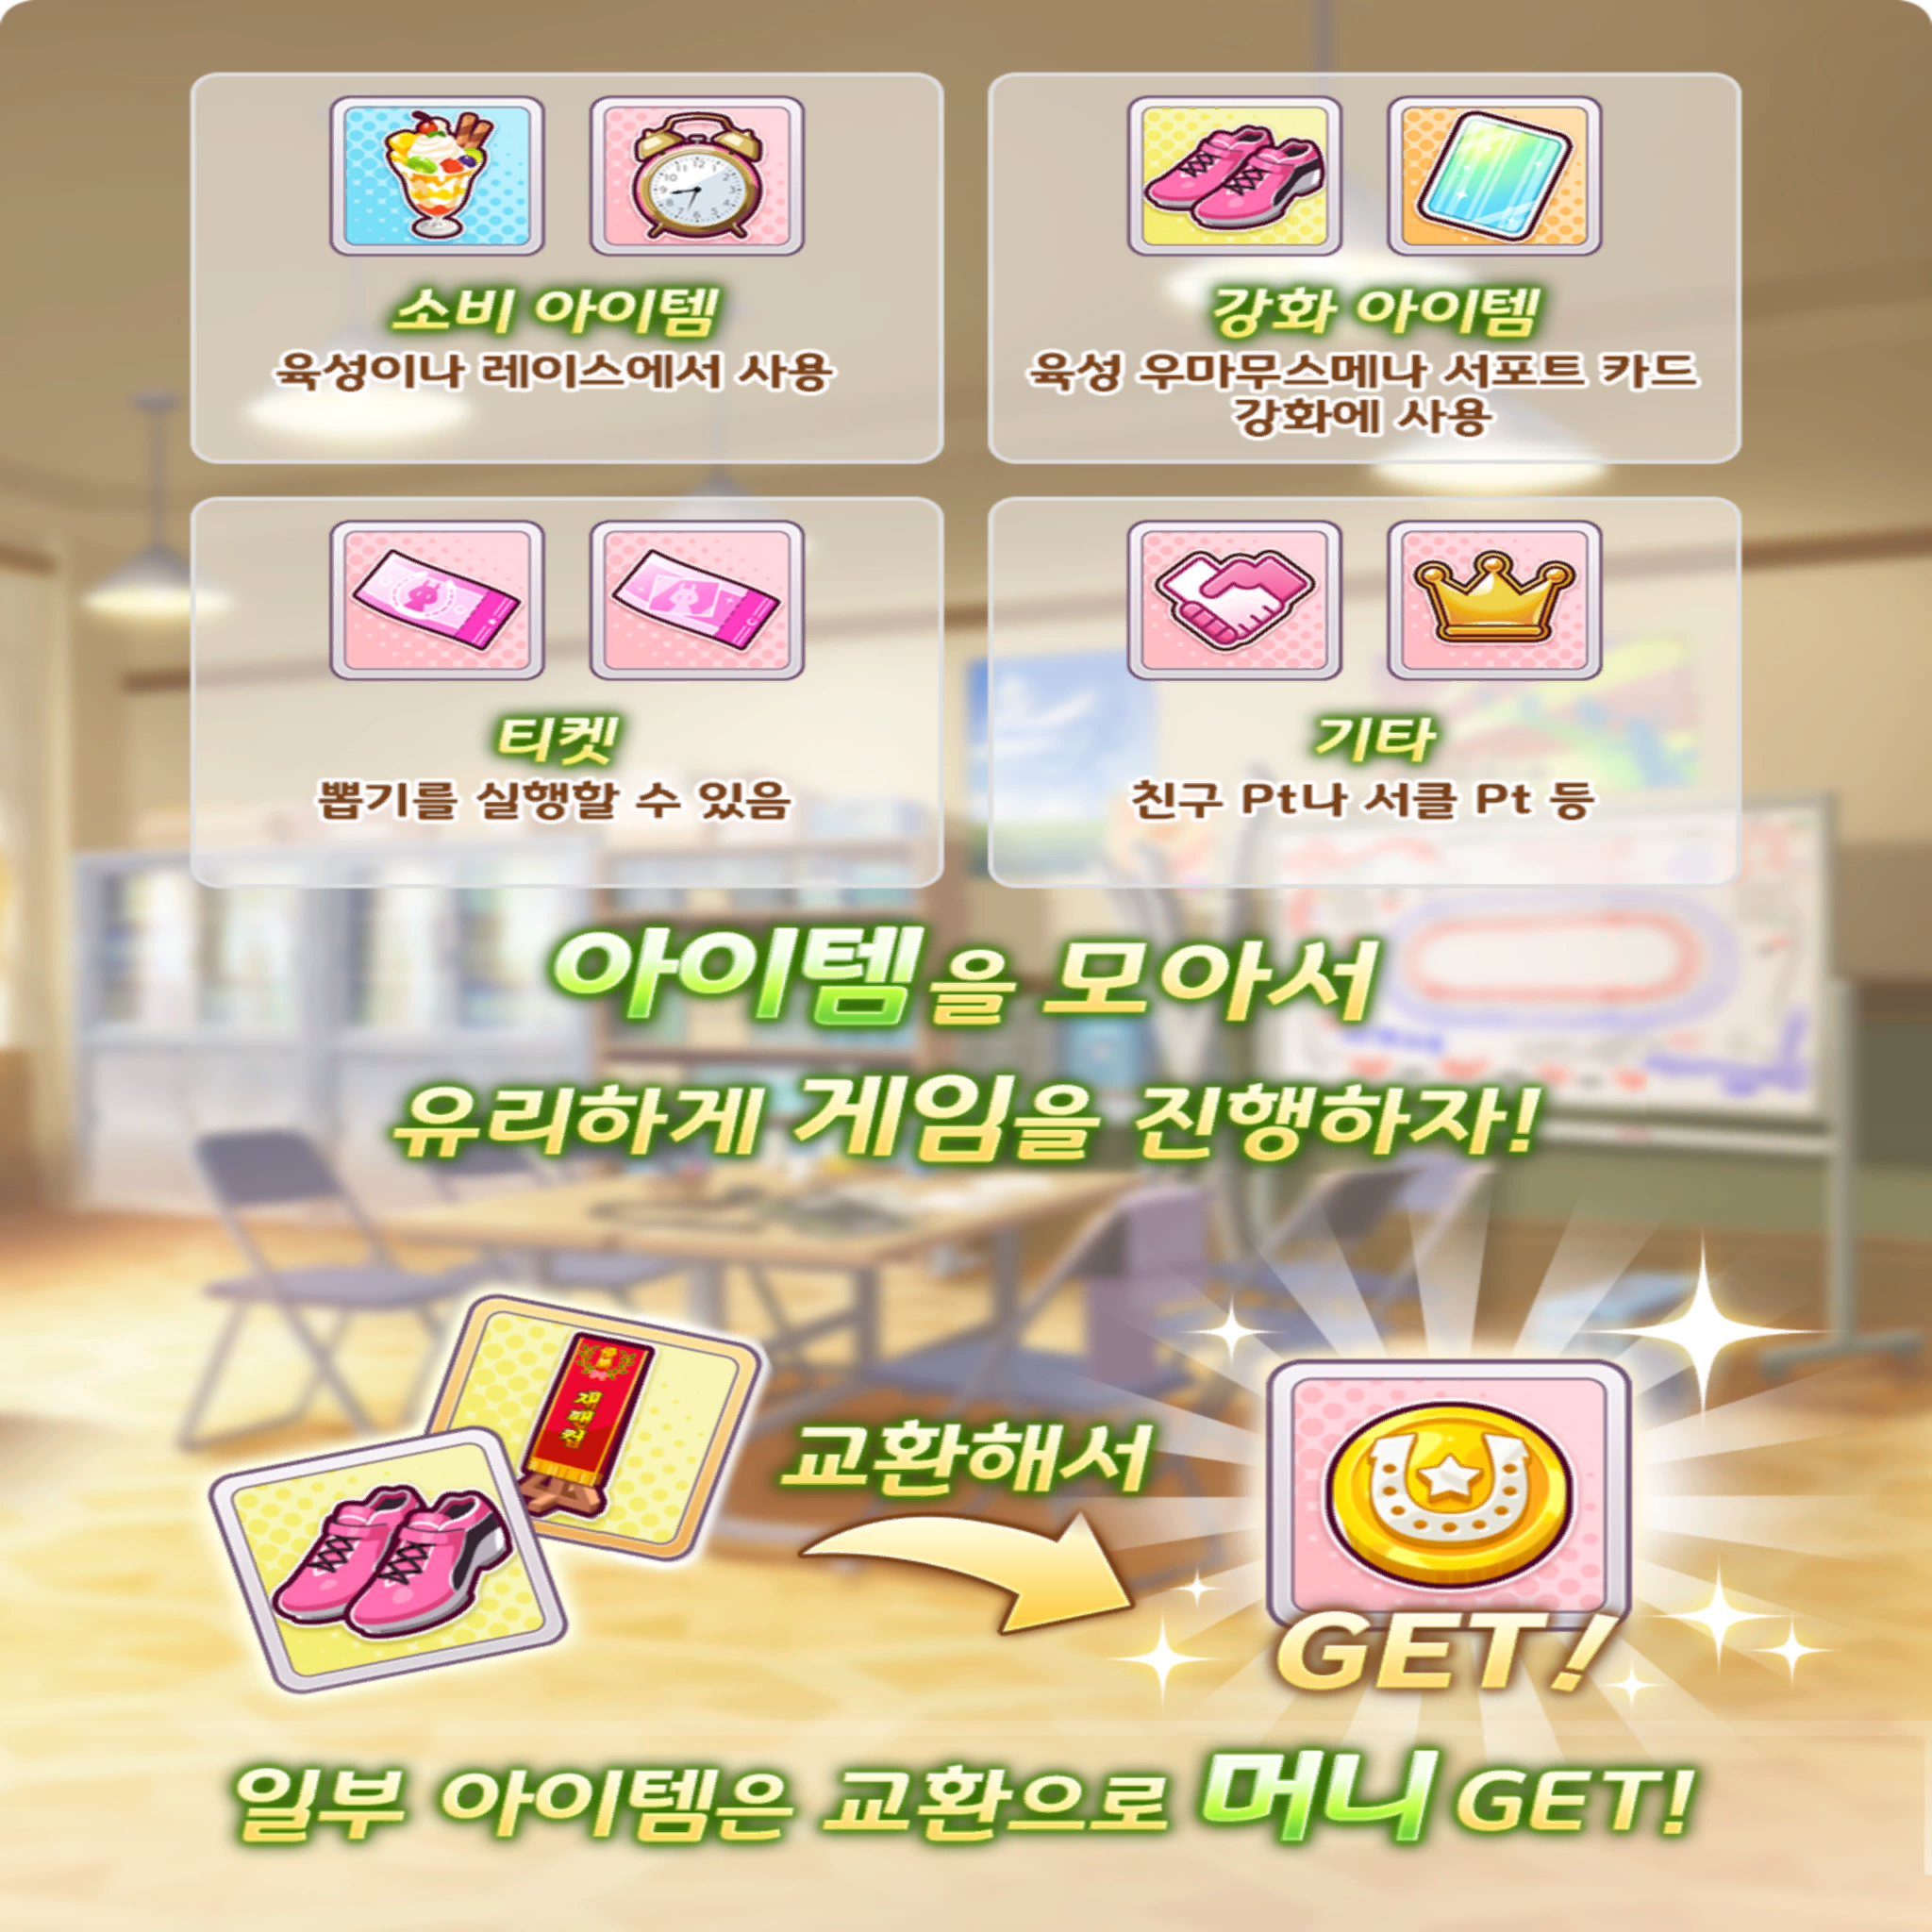 소비 아이템
육성이나 레이스에서 사용
강화 아이템
육성 우마무스메나 서포트 카드
강화에 사용
티켓
뽑기를 실행할 수 있음
기타
친구 Pt나 서클 Pt 등
아이템을 모아서
유리하게 게임을 진행하자!
재팬컵
교환해서
GET!
일부 아이템은 교환으로 머니 GET!